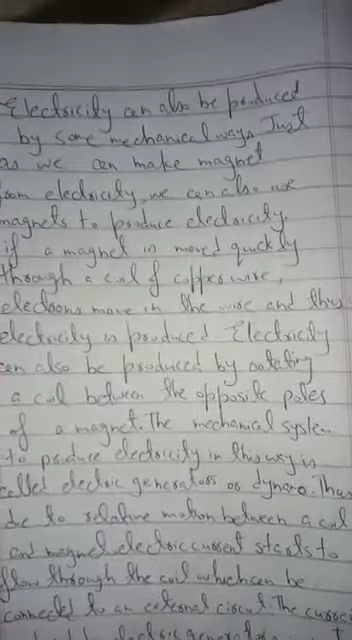 Electricity can also be produced
by some mechanical ways. Just
as we can make magnet
from electricity, we can also use
magnets to produce electricity.
if a magnet is moved quickly
through a coil of copper wire,
electrons move in the wire and thus
electricity is produced Electricity
can also be produced by rotating
a coil between the opposite poles
of a magnet. The mechanical system
to produce electricity in this way is
called electric generators or dynamo. Thus
due to relative motion between a coil
and magnet, electric current starts to
flow through the coil which can be
connected to an external circuit. The current
electric generator